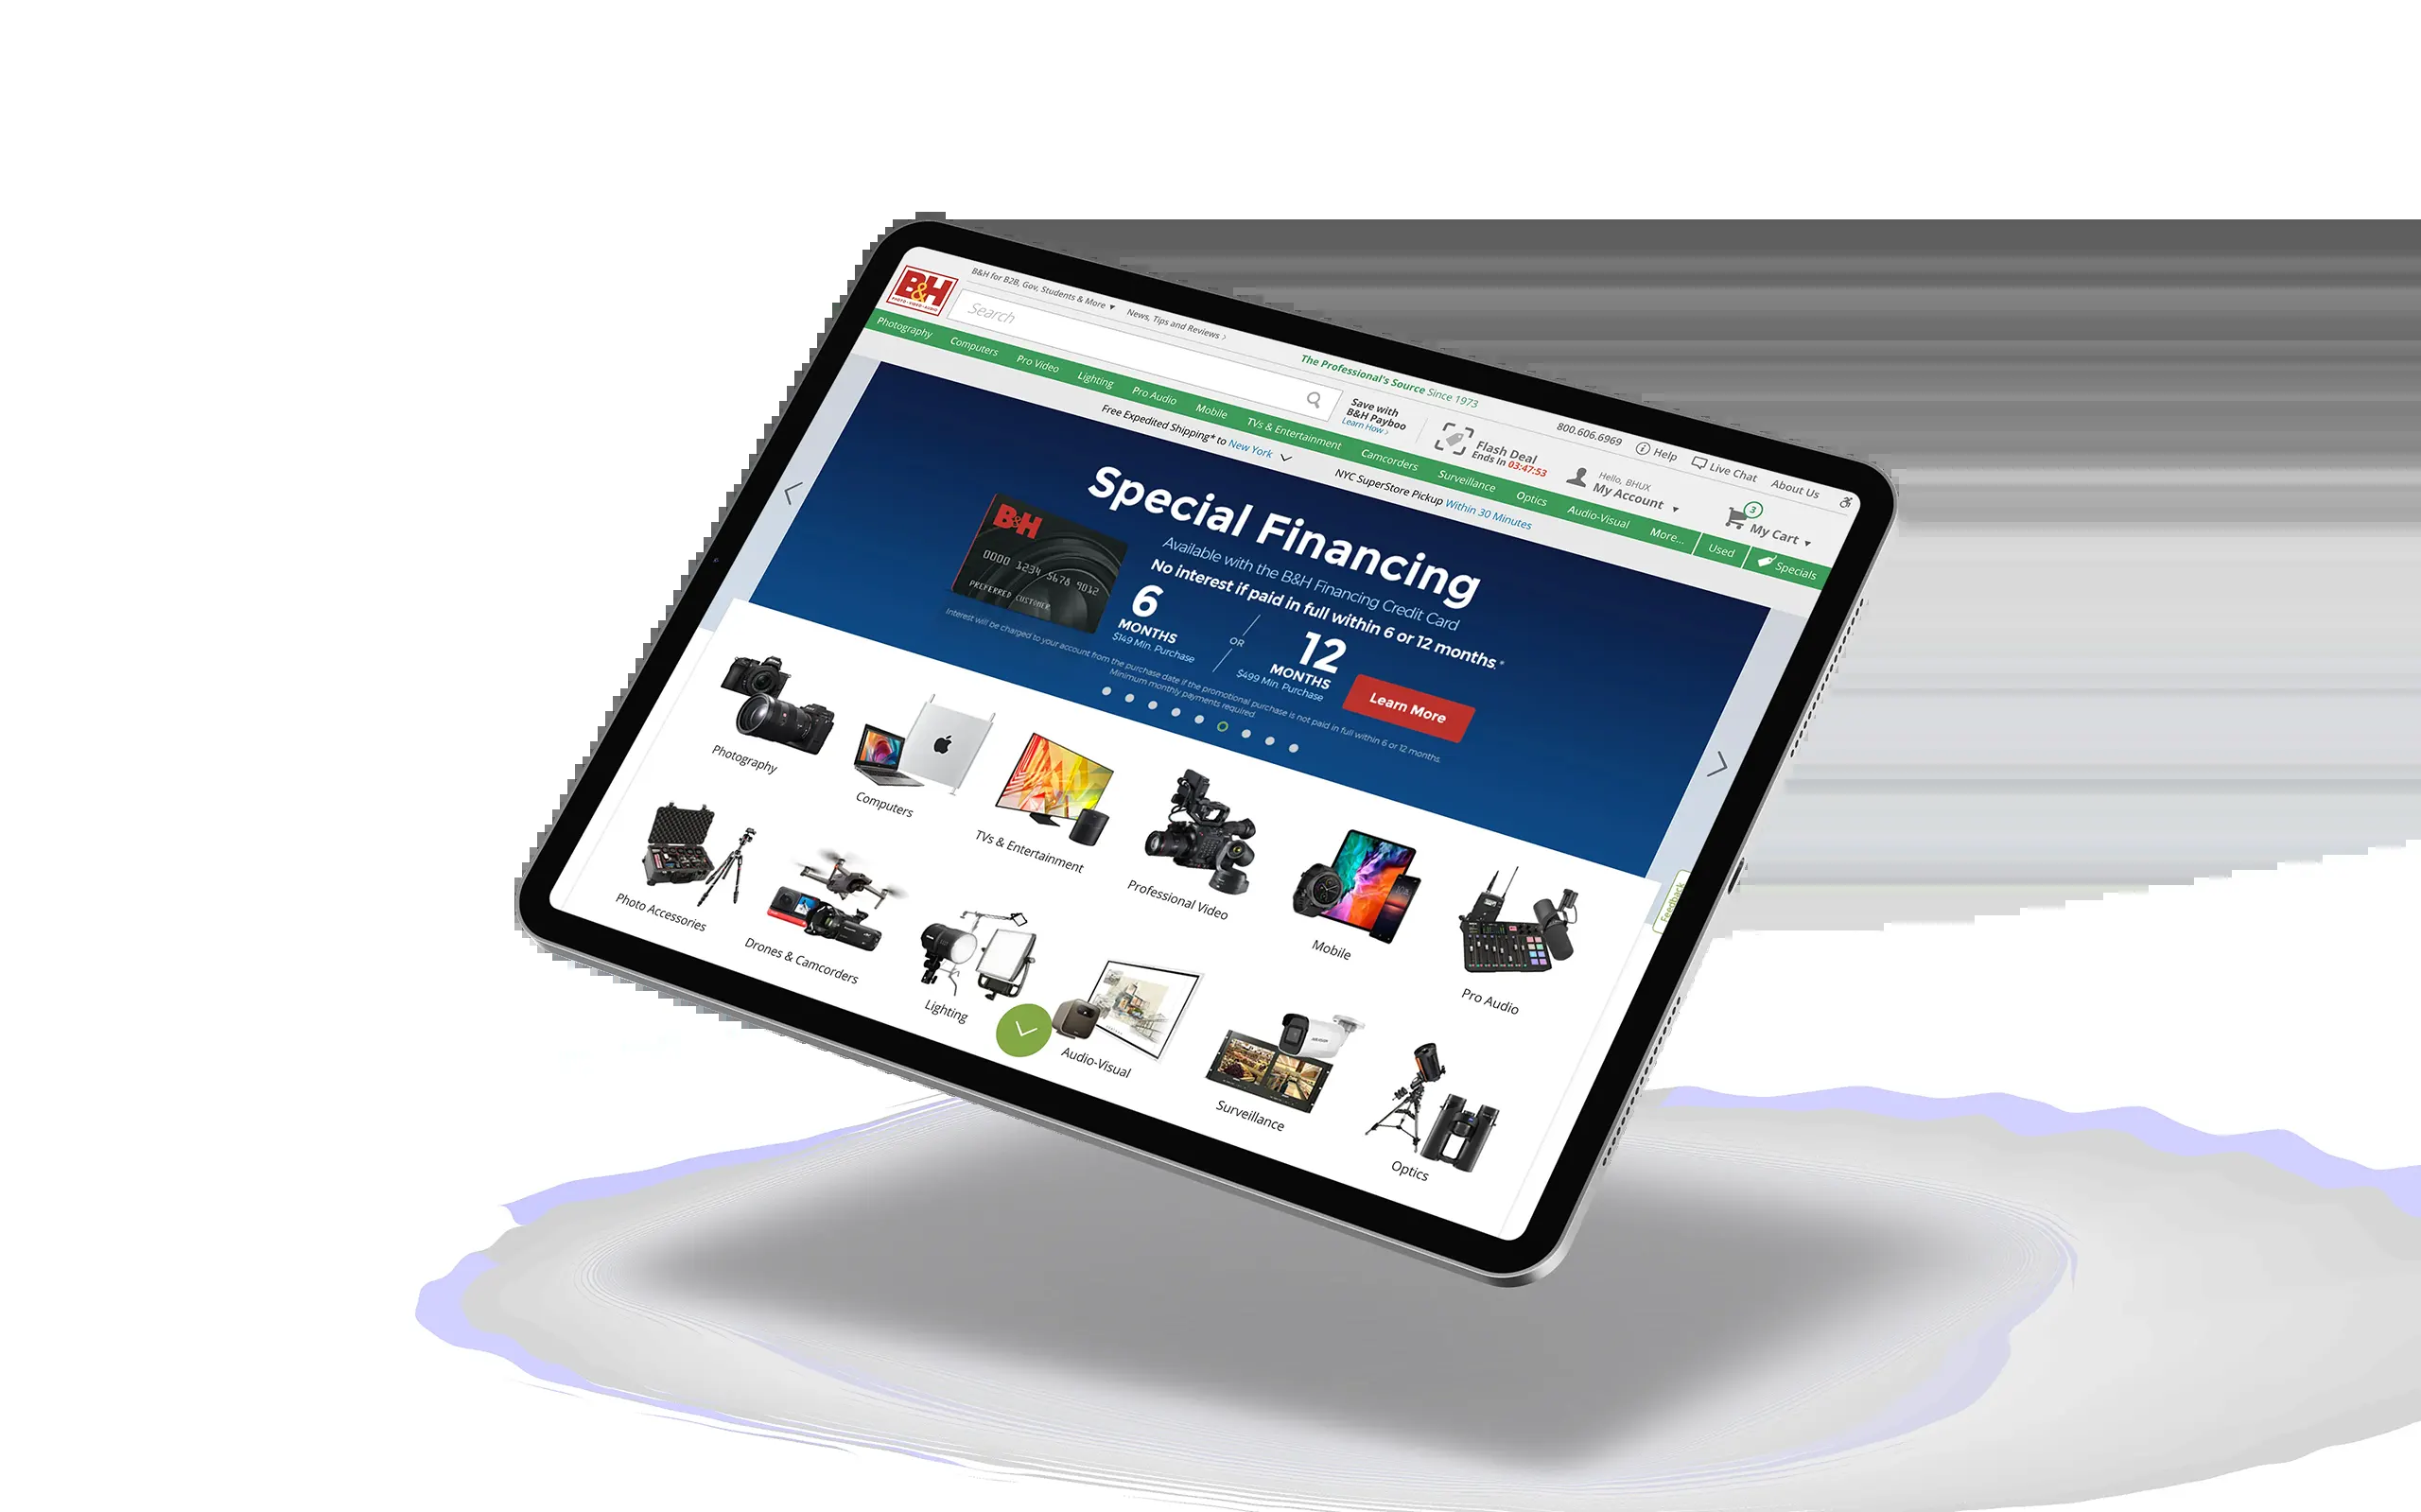 B&H for B2B, Gov, Students & More ▼
News, Tips and Reviews ›
The Professional's Source Since 1973
800.606.6969
Help
Live Chat
About Us
B&H
PHOTO • VIDEO • AUDIO
Search
Save with
B&H Payboo
Learn How ›
Flash Deal
Ends In 03:47:53
Hello, BHUX
My Account ▼
3
My Cart ▼
Photography
Computers
Pro Video
Lighting
Pro Audio
Mobile
TVs & Entertainment
Camcorders
Surveillance
Optics
Audio-Visual
More...
Used
Specials
Free Expedited Shipping* to New York
NYC SuperStore Pickup Within 30 Minutes
Special Financing
Available with the B&H Financing Credit Card
No interest if paid in full within 6 or 12 months.*
B&H
0000 1234 5678 9012
PREFERRED CUSTOMER
6
MONTHS
$149 Min. Purchase
OR
12
MONTHS
$499 Min. Purchase
Learn More
Interest will be charged to your account from the purchase date if the promotional purchase is not paid in full within 6 or 12 months.
Minimum monthly payments required.
Photography
Computers
TVs & Entertainment
Professional Video
Mobile
Pro Audio
Feedback
Photo Accessories
Drones & Camcorders
Lighting
Audio-Visual
Surveillance
Optics